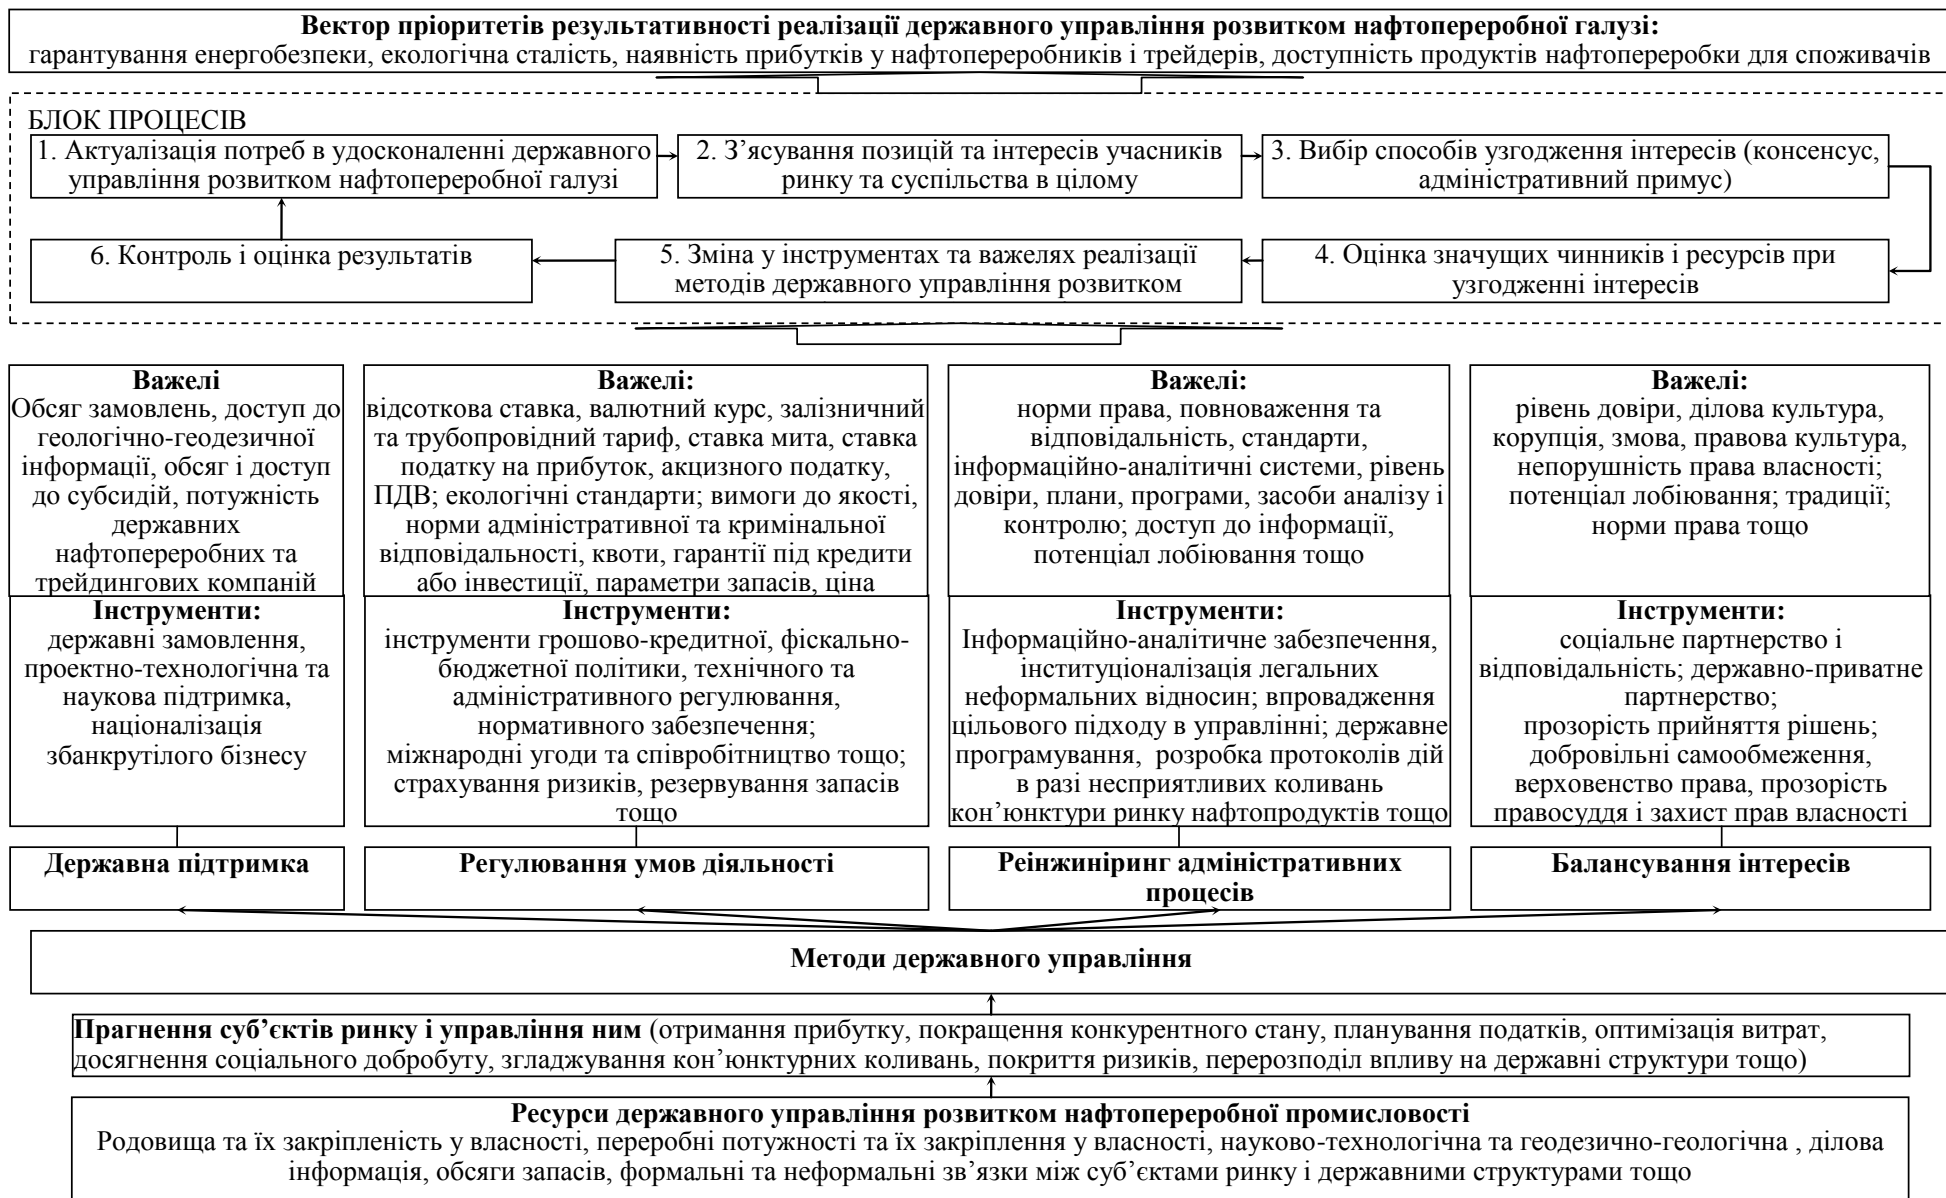 Вектор пріоритетів результативності реалізації державного управління розвитком нафтопереробної галузі:
гарантування енергобезпеки, екологічна сталість, наявність прибутків у нафтопереробників і трейдерів, доступність продуктів нафтопереробки для споживачів
БЛОК ПРОЦЕСІВ
1. Актуалізація потреб в удосконаленні державного
управління розвитком нафтопереробної галузі
2. З’ясування позицій та інтересів учасників
ринку та суспільства в цілому
3. Вибір способів узгодження інтересів (консенсус,
адміністративний примус)
6. Контроль і оцінка результатів
5. Зміна у інструментах та важелях реалізації
методів державного управління розвитком
4. Оцінка значущих чинників і ресурсів при
узгодженні інтересів
Важелі
Обсяг замовлень, доступ до
геологічно-геодезичної
інформації, обсяг і доступ
до субсидій, потужність
державних
нафтопереробних та
трейдингових компаній
Важелі:
відсоткова ставка, валютний курс, залізничний
та трубопровідний тариф, ставка мита, ставка
податку на прибуток, акцизного податку,
ПДВ; екологічні стандарти; вимоги до якості,
норми адміністративної та кримінальної
відповідальності, квоти, гарантії під кредити
або інвестиції, параметри запасів, ціна
Важелі:
норми права, повноваження та
відповідальність, стандарти,
інформаційно-аналітичні системи, рівень
довіри, плани, програми, засоби аналізу і
контролю; доступ до інформації,
потенціал лобіювання тощо
Важелі:
рівень довіри, ділова культура,
корупція, змова, правова культура,
непорушність права власності;
потенціал лобіювання; традиції;
норми права тощо
Інструменти:
державні замовлення,
проектно-технологічна та
наукова підтримка,
націоналізація
збанкрутілого бізнесу
Інструменти:
інструменти грошово-кредитної, фіскально-
бюджетної політики, технічного та
адміністративного регулювання,
нормативного забезпечення;
міжнародні угоди та співробітництво тощо;
страхування ризиків, резервування запасів
тощо
Інструменти:
Інформаційно-аналітичне забезпечення,
інституціоналізація легальних
неформальних відносин; впровадження
цільового підходу в управлінні; державне
програмування, розробка протоколів дій
в разі несприятливих коливань
кон’юнктури ринку нафтопродуктів тощо
Інструменти:
соціальне партнерство і
відповідальність; державно-приватне
партнерство;
прозорість прийняття рішень;
добровільні самообмеження,
верховенство права, прозорість
правосуддя і захист прав власності
Державна підтримка
Регулювання умов діяльності
Реінжиніринг адміністративних
процесів
Балансування інтересів
Методи державного управління
Прагнення суб’єктів ринку і управління ним (отримання прибутку, покращення конкурентного стану, планування податків, оптимізація витрат,
досягнення соціального добробуту, згладжування кон’юнктурних коливань, покриття ризиків, перерозподіл впливу на державні структури тощо)
Ресурси державного управління розвитком нафтопереробної промисловості
Родовища та їх закріпленість у власності, переробні потужності та їх закріплення у власності, науково-технологічна та геодезично-геологічна , ділова
інформація, обсяги запасів, формальні та неформальні зв’язки між суб’єктами ринку і державними структурами тощо